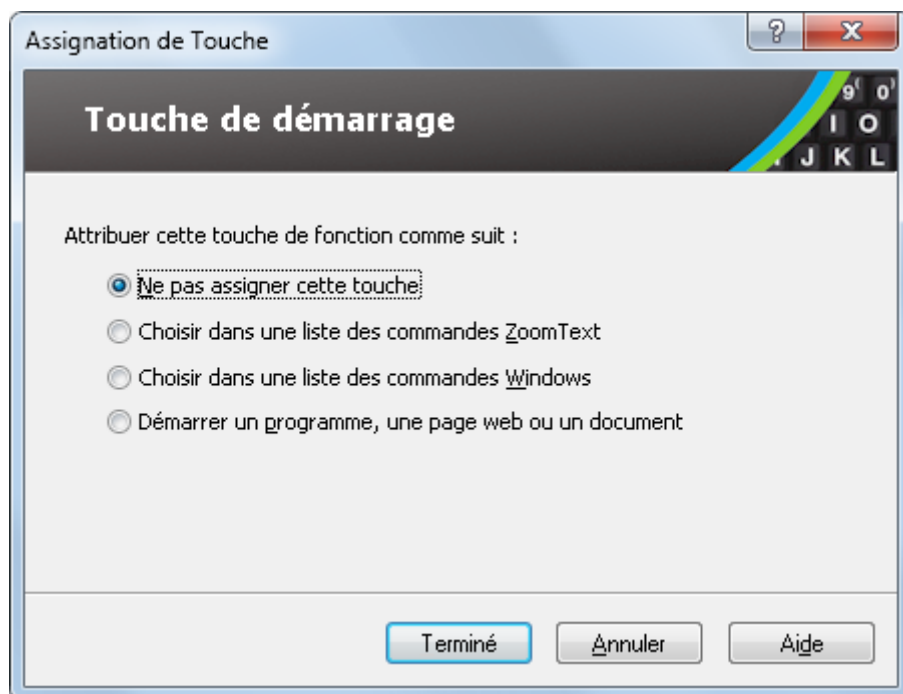 Assignation de Touche
?
Touche de démarrage
9( 0)
I O
J K L
Attribuer cette touche de fonction comme suit :
Ne pas assigner cette touche
Choisir dans une liste des commandes ZoomText
Choisir dans une liste des commandes Windows
Démarrer un programme, une page web ou un document
Terminé Annuler Aide